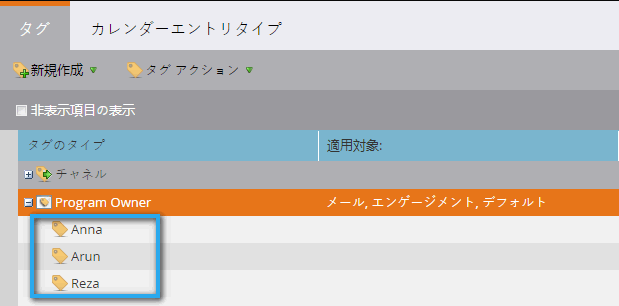 タグ カレンダーエントリタイプ
新規作成 タグ アクション
非表示項目の表示
タグのタイプ 適用対象:
チャネル
Program Owner メール, エンゲージメント, デフォルト
Anna
Arun
Reza